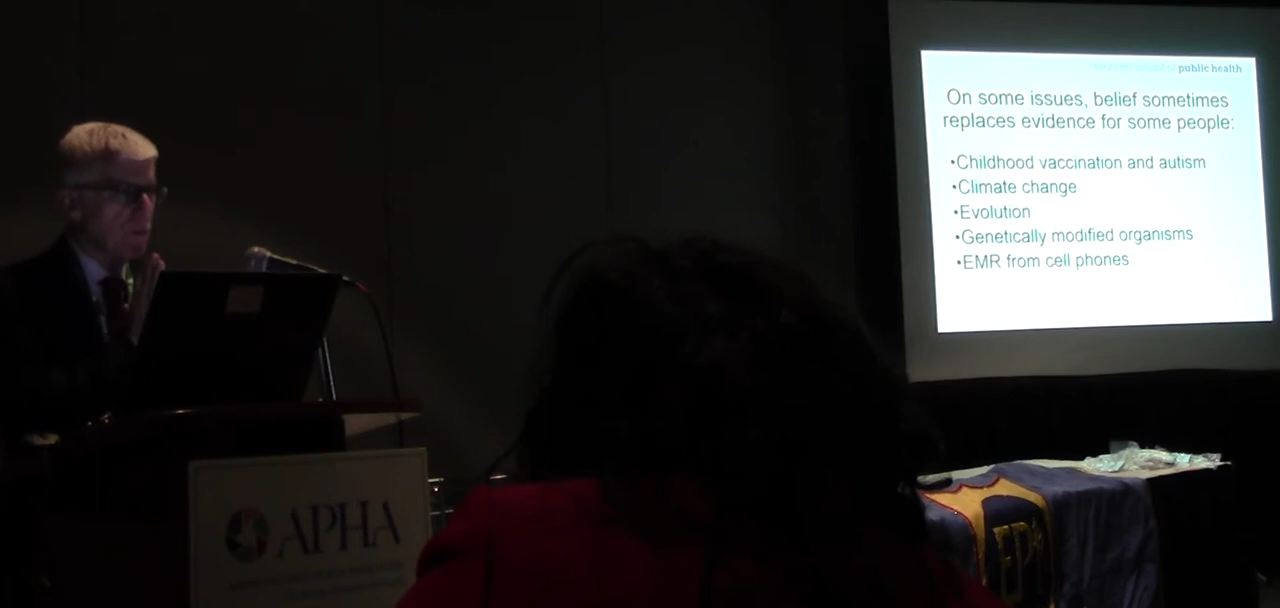 public health
On some issues, belief sometimes
replaces evidence for some people:
•Childhood vaccination and autism
•Climate change
•Evolution
•Genetically modified organisms
•EMR from cell phones
APHA